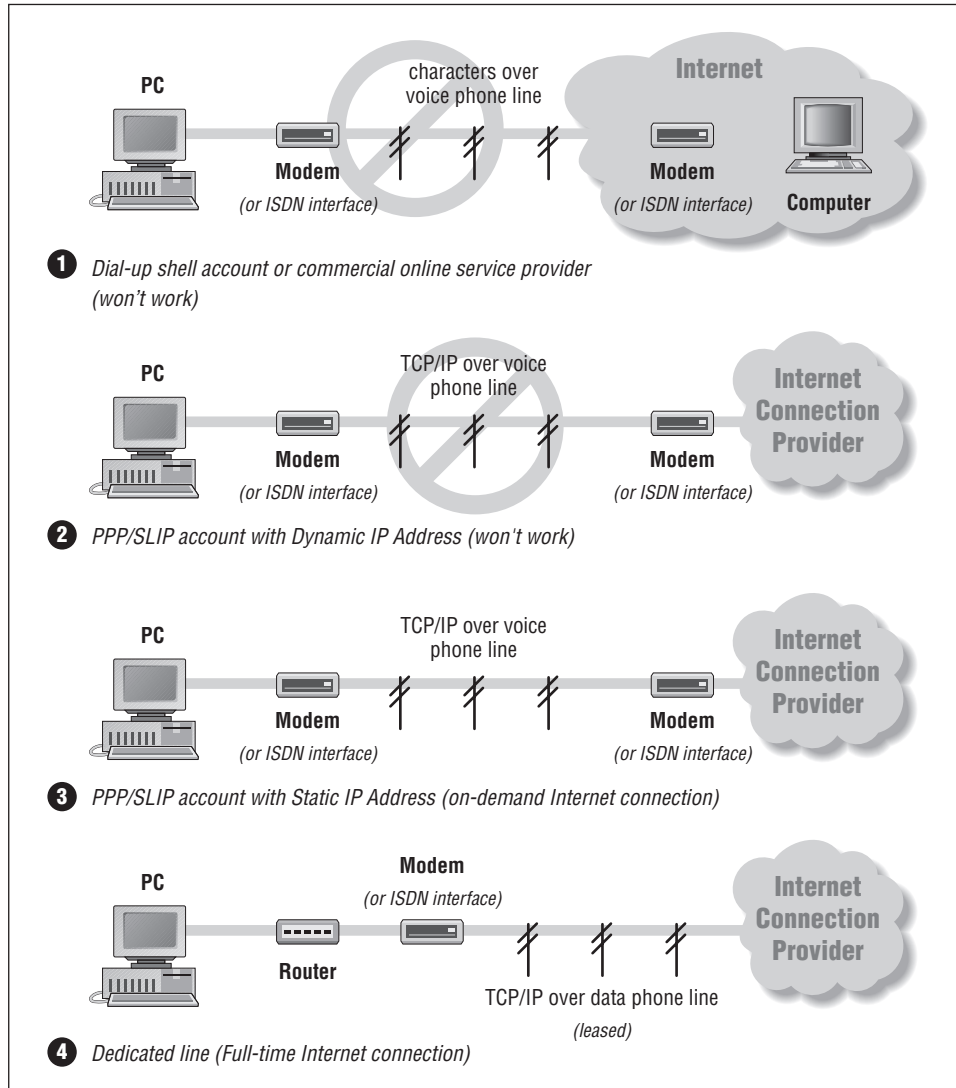 PC
characters over
voice phone line
Internet
Modem
(or ISDN interface)
Modem
(or ISDN interface)
Computer
1 Dial-up shell account or commercial online service provider
(won’t work)
PC
TCP/IP over voice
phone line
Internet
Connection
Provider
Modem
(or ISDN interface)
Modem
(or ISDN interface)
2 PPP/SLIP account with Dynamic IP Address (won't work)
PC
TCP/IP over voice
phone line
Internet
Connection
Provider
Modem
(or ISDN interface)
Modem
(or ISDN interface)
3 PPP/SLIP account with Static IP Address (on-demand Internet connection)
PC
Modem
(or ISDN interface)
Internet
Connection
Provider
Router
TCP/IP over data phone line
(leased)
4 Dedicated line (Full-time Internet connection)